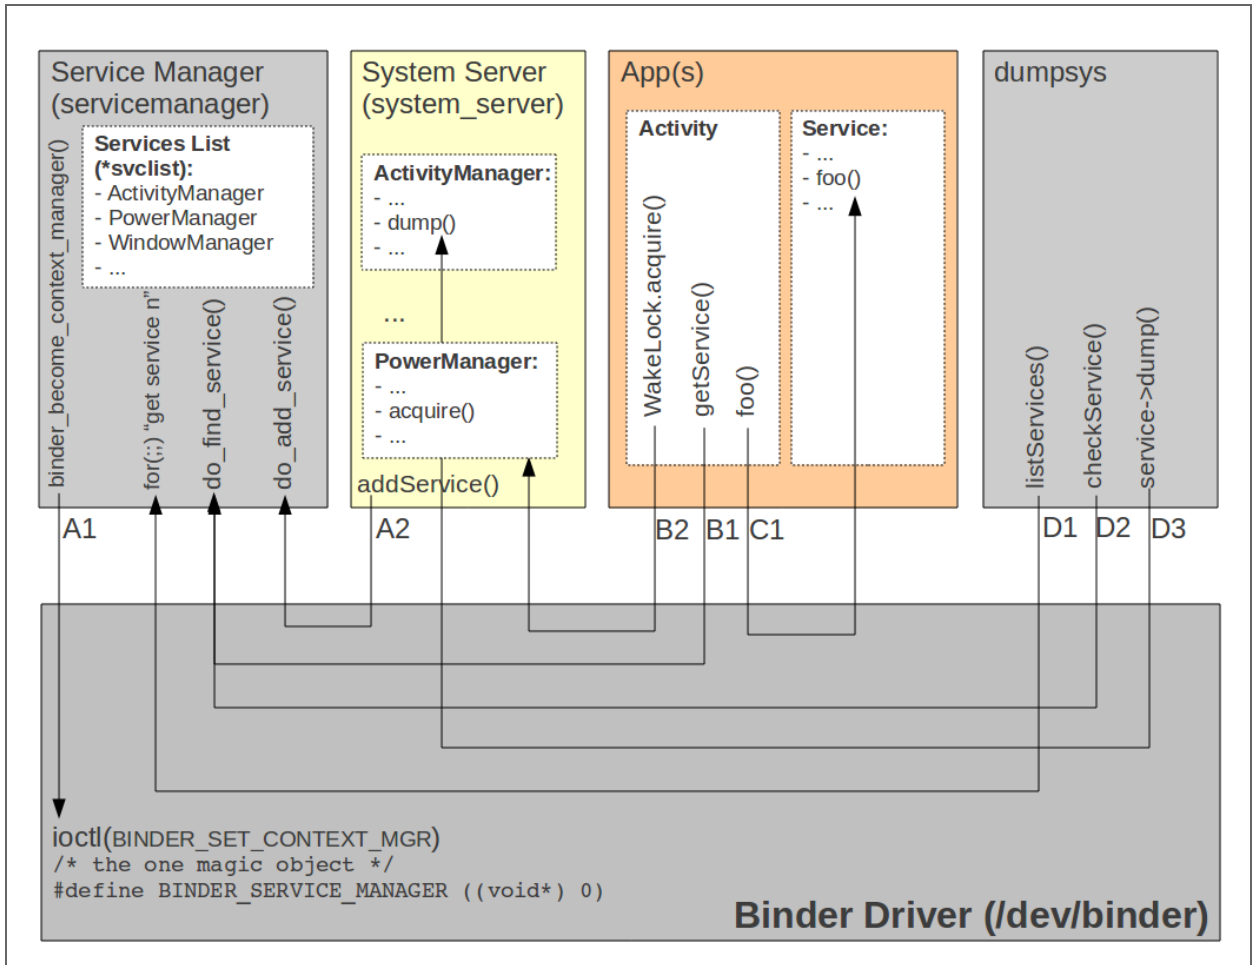 Service Manager
(servicemanager)
Services List
(*svclist):
- ActivityManager
- PowerManager
- WindowManager
- ...
binder_become_context_manager()
for(;;) “get service n”
do_find_service()
do_add_service()
System Server
(system_server)
ActivityManager:
- ...
- dump()
- ...
...
PowerManager:
- ...
- acquire()
- ...
addService()
App(s)
Activity
WakeLock.acquire()
getService()
foo()
Service:
- ...
- foo()
- ...
dumpsys
listServices()
checkService()
service->dump()
A1
A2
B2
B1
C1
D1
D2
D3
ioctl(BINDER_SET_CONTEXT_MGR)
/* the one magic object */
#define BINDER_SERVICE_MANAGER ((void*) 0)
Binder Driver (/dev/binder)